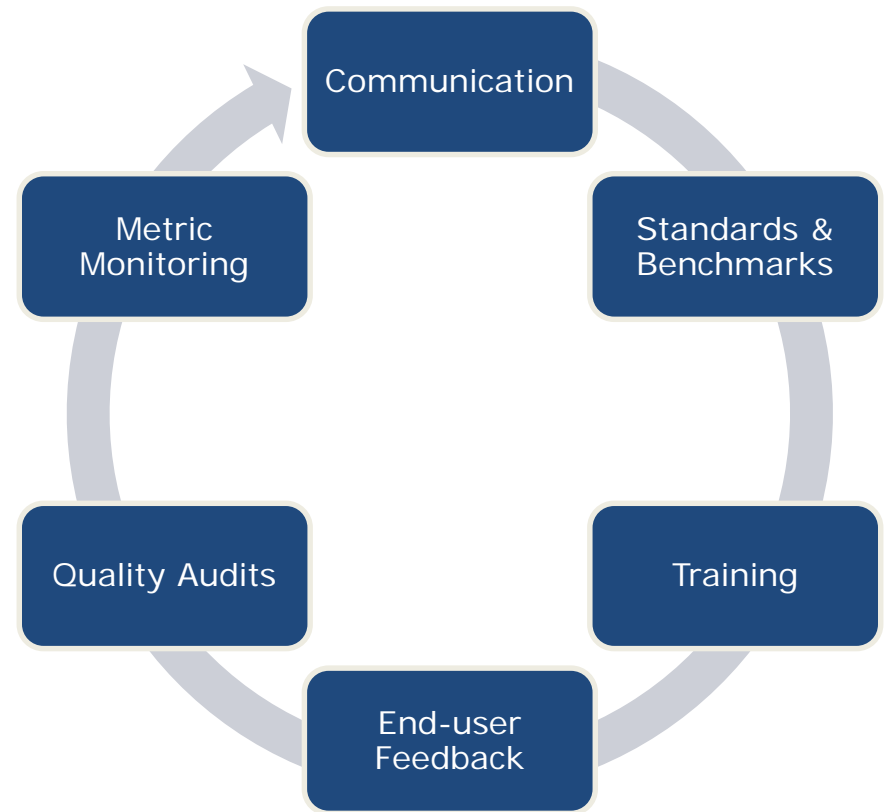 Communication
Standards &
Benchmarks
Training
End-user
Feedback
Quality Audits
Metric
Monitoring